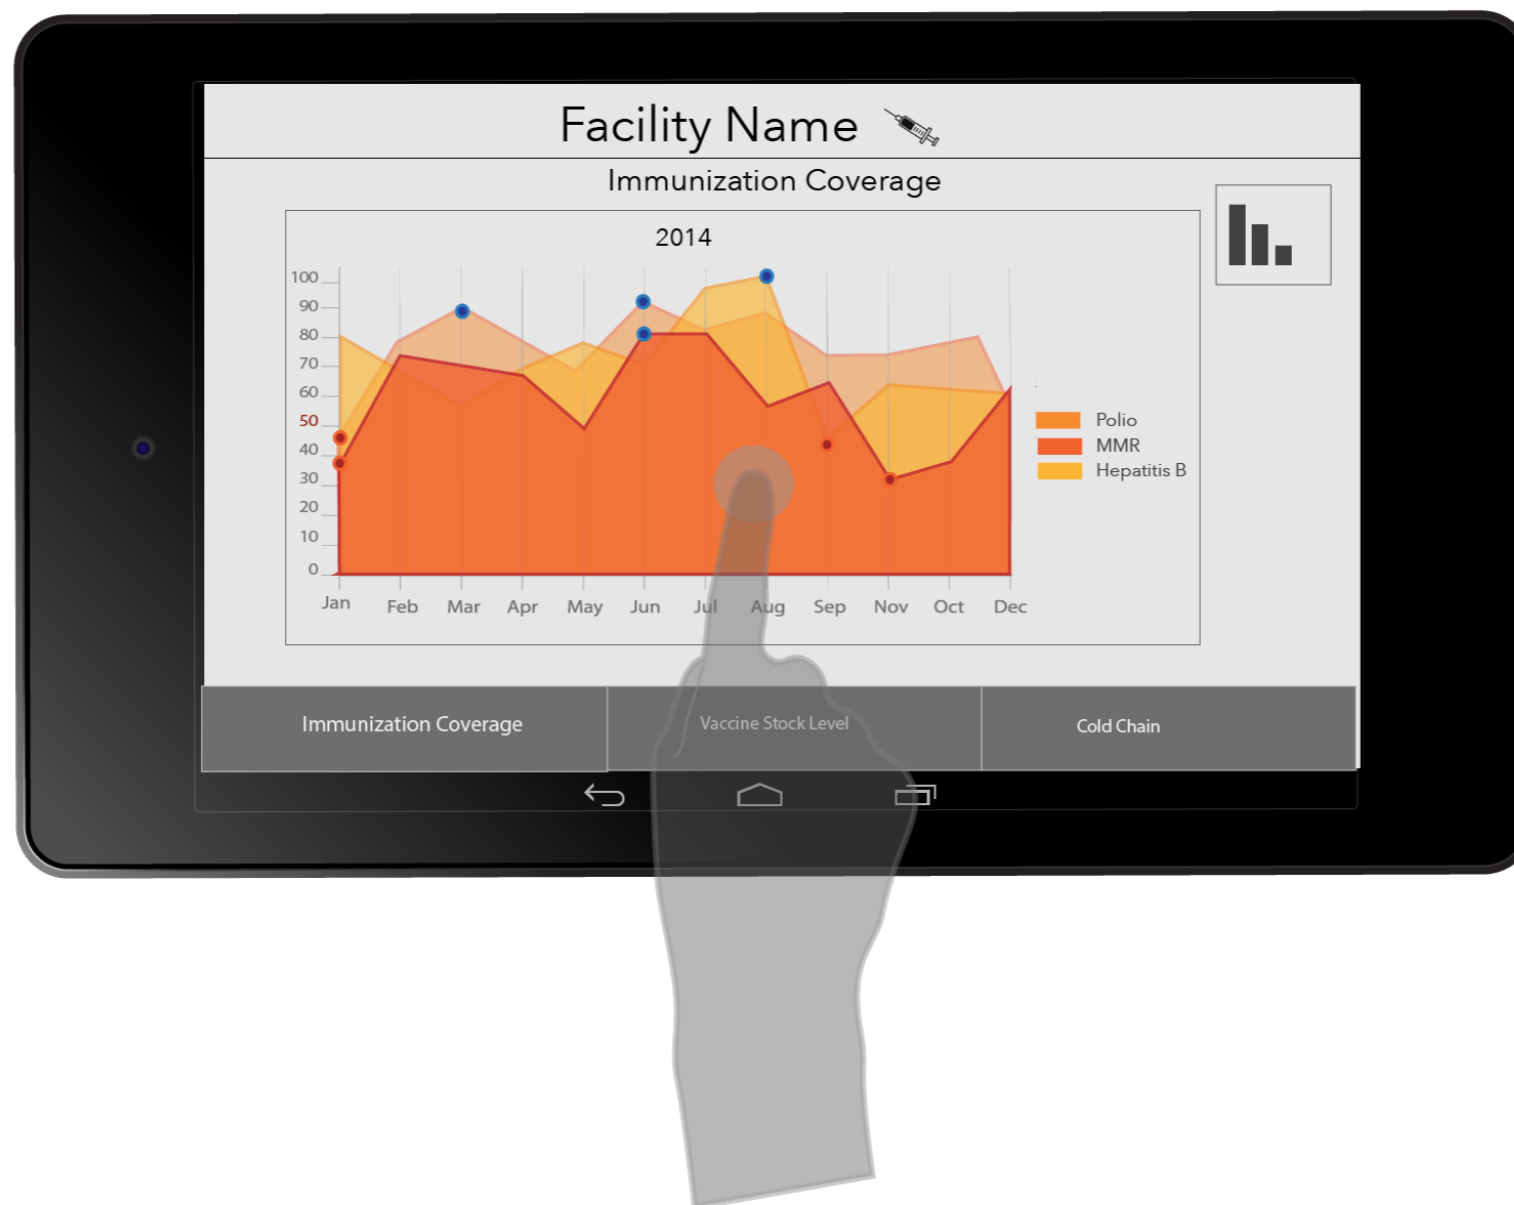 Facility Name
Immunization Coverage
2014
100
90
80
70
60
50
40
30
20
10
0
Jan Feb Mar Apr May Jun Jul Aug Sep Nov Oct Dec
Polio
MMR
Hepatitis B
Immunization Coverage Vaccine Stock Level Cold Chain